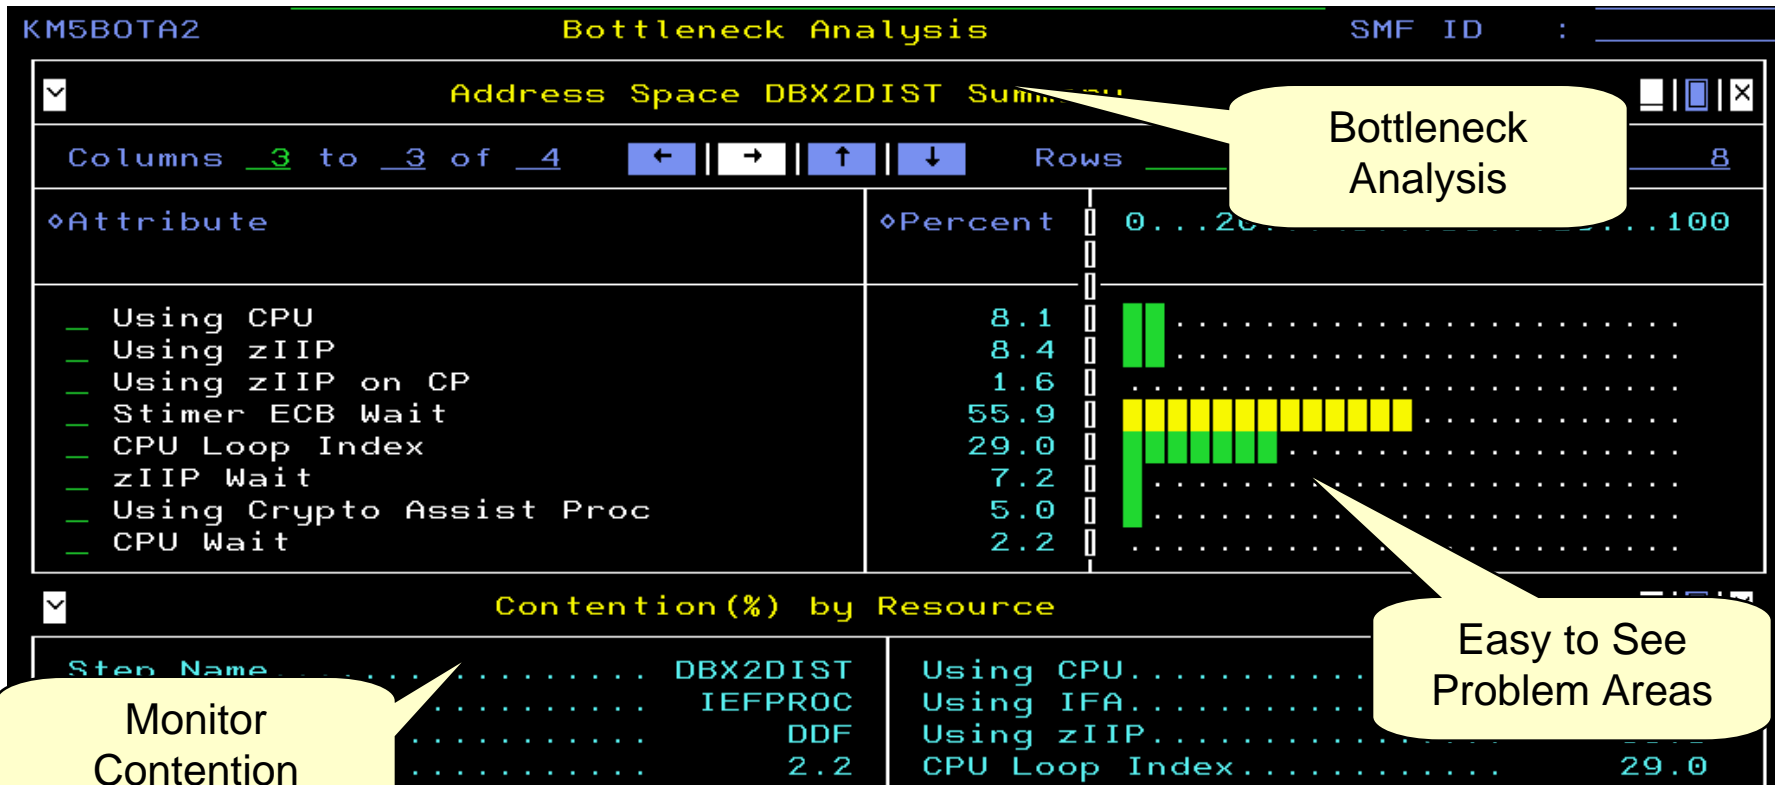 KM5BOTA2 Bottleneck Analysis SMF ID :
Address Space DBX2DIST
Bottleneck
Analysis
Columns 3 to 3 of 4 ← | → | ↑ | ↓ Rows 8
◇Attribute ◇Percent 0...20 ...100
_ Using CPU 8.1
_ Using zIIP 8.4
_ Using zIIP on CP 1.6
_ Stimer ECB Wait 55.9
_ CPU Loop Index 29.0
_ zIIP Wait 7.2
_ Using Crypto Assist Proc 5.0
_ CPU Wait 2.2
Contention(%) by Resource
Easy to See
Problem Areas
Step Name................. DBX2DIST Using CPU...........
Monitor
Contention
........... IEFPROC Using IFA...........
........... DDF Using zIIP................
........... 2.2 CPU Loop Index............ 29.0